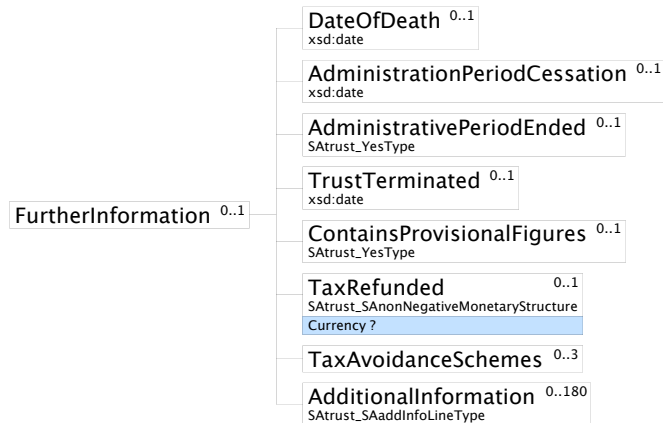 DateOfDeath 0..1
xsd:date
AdministrationPeriodCessation 0..1
xsd:date
AdministrativePeriodEnded 0..1
SAtrust_YesType
TrustTerminated 0..1
xsd:date
FurtherInformation 0..1
ContainsProvisionalFigures 0..1
SAtrust_YesType
TaxRefunded 0..1
SAtrust_SAnonNegativeMonetaryStructure
Currency ?
TaxAvoidanceSchemes 0..3
AdditionalInformation 0..180
SAtrust_SAaddInfoLineType